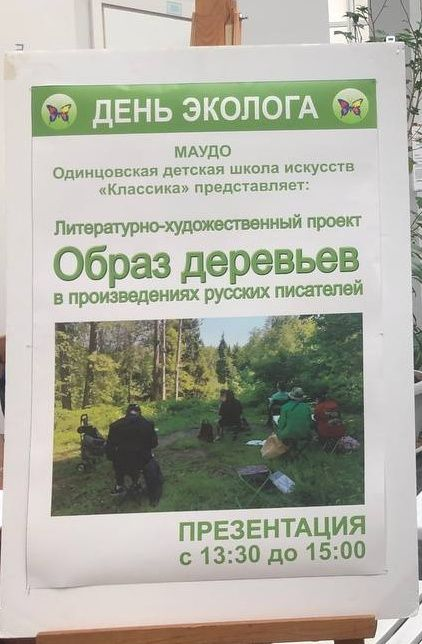 ДЕНЬ ЭКОЛОГА
МАУДО
Одинцовская детская школа искусств
«Классика» представляет:
Литературно-художественный проект
Образ деревьев
в произведениях русских писателей
ПРЕЗЕНТАЦИЯ
с 13:30 до 15:00